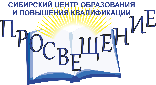 СИБИРСКИЙ ЦЕНТР ОБРАЗОВАНИЯ
И ПОВЫШЕНИЯ КВАЛИФИКАЦИИ
ПРОСВЕЩЕНИЕ